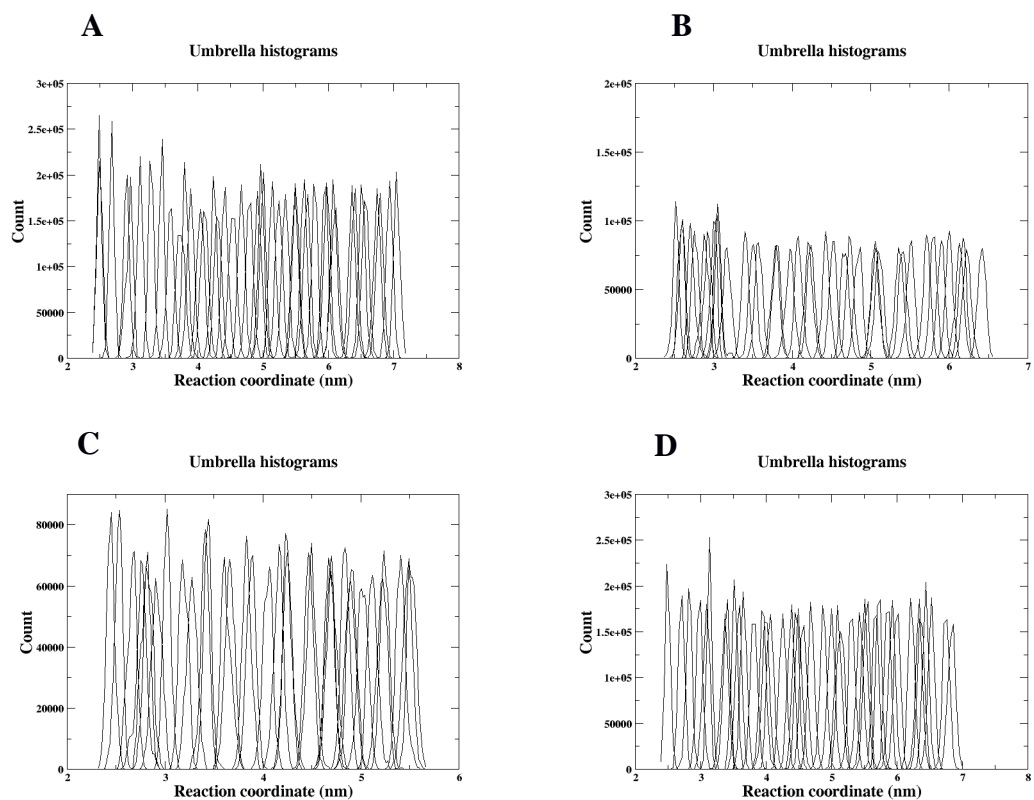 A
Umbrella histograms
3e+05
2.5e+05
2e+05
1.5e+05
1e+05
50000
0
Count
2 3 4 5 6 7 8
Reaction coordinate (nm)
B
Umbrella histograms
2e+05
1.5e+05
1e+05
50000
0
Count
2 3 4 5 6 7
Reaction coordinate (nm)
C
Umbrella histograms
80000
60000
40000
20000
0
Count
2 3 4 5 6
Reaction coordinate (nm)
D
Umbrella histograms
3e+05
2.5e+05
2e+05
1.5e+05
1e+05
50000
0
Count
2 3 4 5 6 7 8
Reaction coordinate (nm)